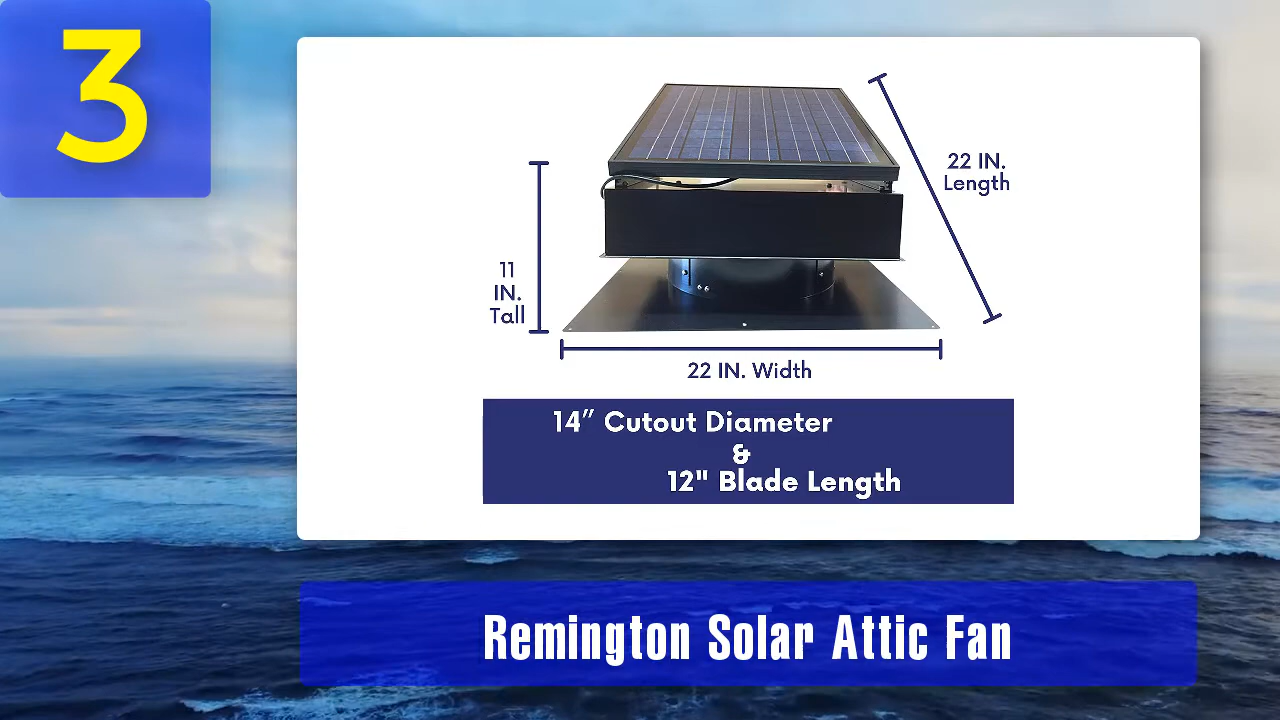 3
22 IN.
Length
11
IN.
Tall
22 IN. Width
14” Cutout Diameter
&
12" Blade Length
Remington Solar Attic Fan